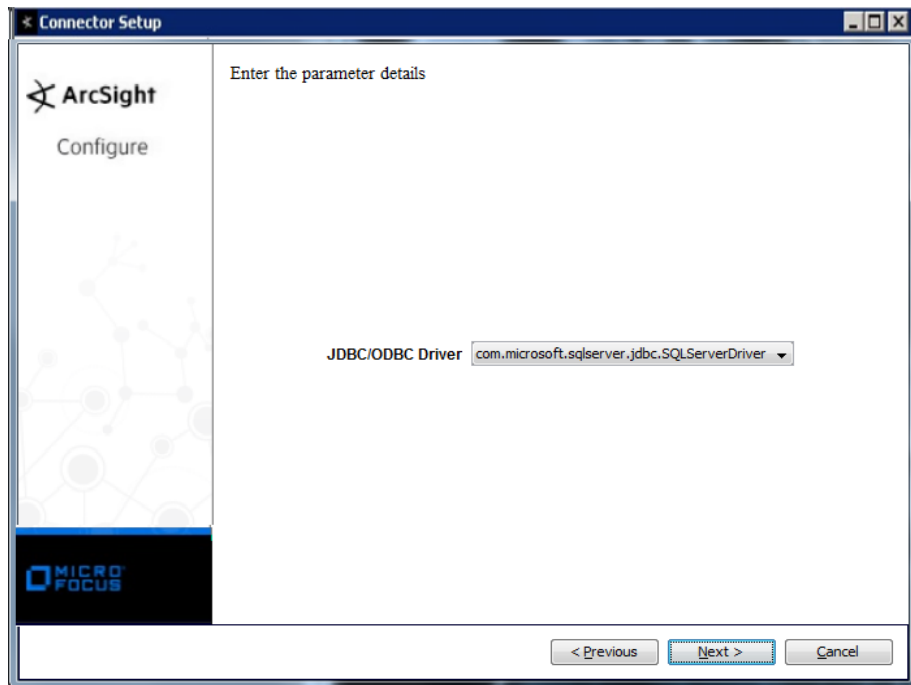 Connector Setup
ArcSight
Configure
Enter the parameter details
JDBC/ODBC Driver com.microsoft.sqlserver.jdbc.SQLServerDriver
MICRO
FOCUS
< Previous Next > Cancel